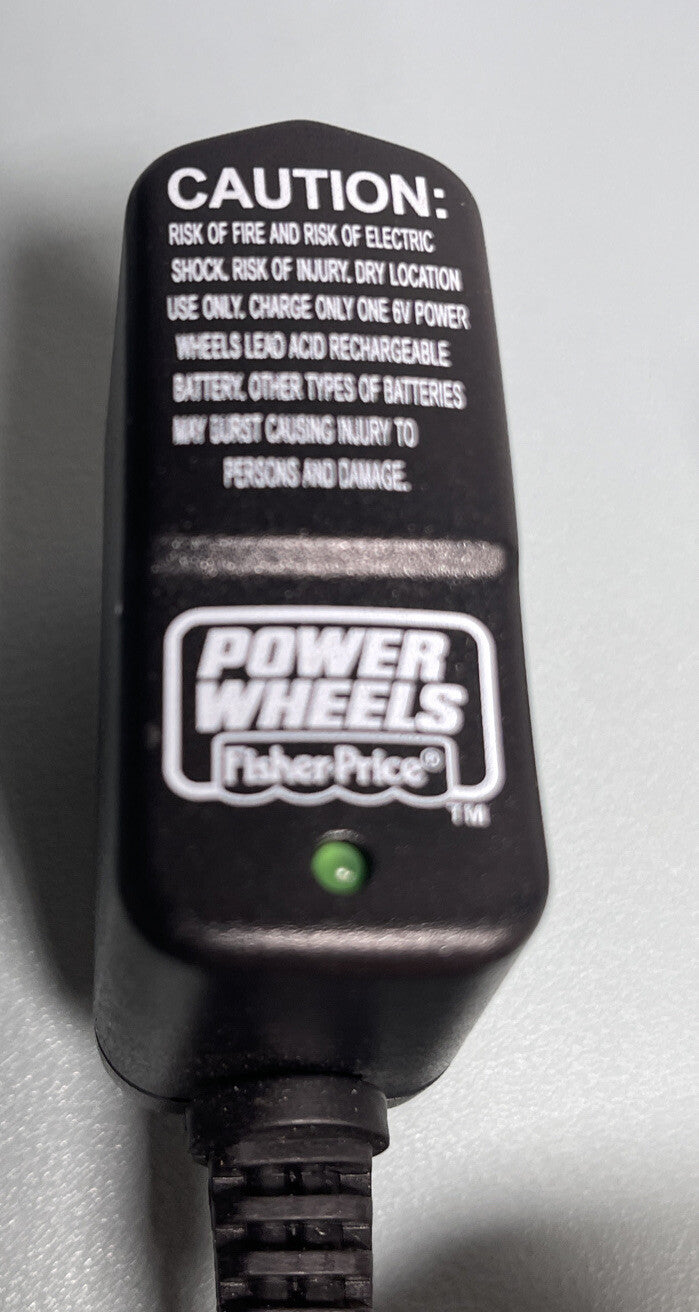 CAUTION:
RISK OF FIRE AND RISK OF ELECTRIC
SHOCK. RISK OF INJURY. DRY LOCATION
USE ONLY. CHARGE ONLY ONE 6V POWER
WHEELS LEAD ACID RECHARGEABLE
BATTERY. OTHER TYPES OF BATTERIES
MAY BURST CAUSING INJURY TO
PERSONS AND DAMAGE.
POWER
WHEELS
Fisher-Price®
TM